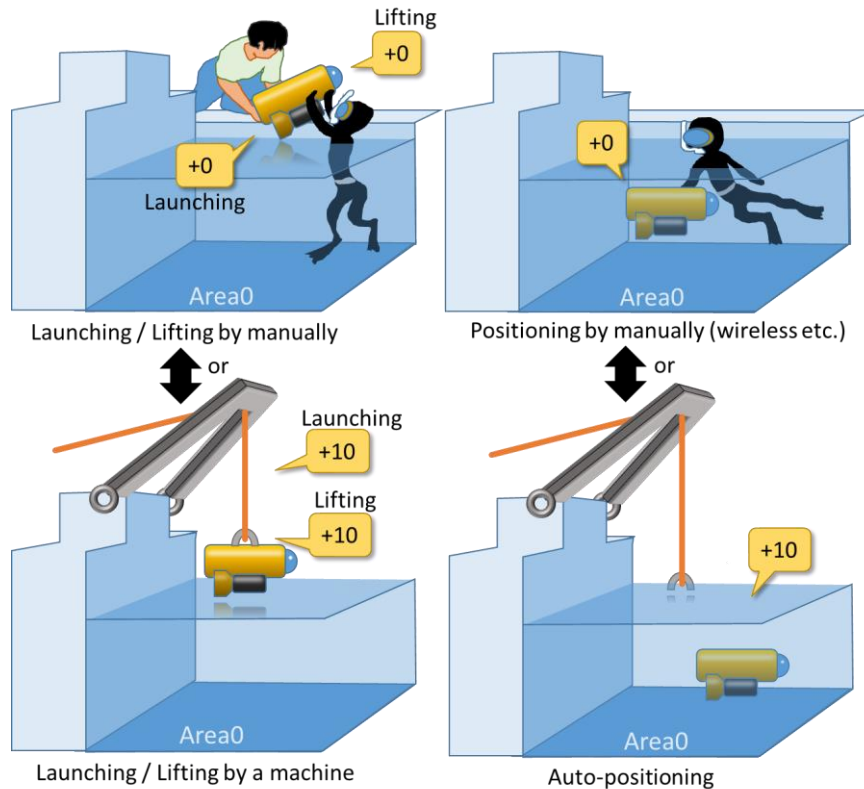 Lifting
+0
+0
Launching
Area0
Launching / Lifting by manually
or
+0
Area0
Positioning by manually (wireless etc.)
or
Launching
+10
Lifting
+10
Area0
Launching / Lifting by a machine
+10
Area0
Auto-positioning